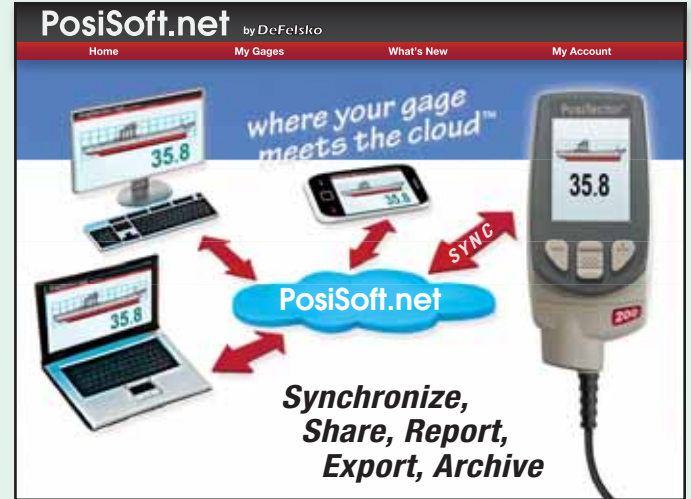 PosiSoft.net by DeFelsko
Home My Gages What's New My Account
where your gage
meets the cloud™
35.8
35.8
PosiTector
35.8
SYNC
PosiSoft.net
35.8
200
Synchronize,
Share, Report,
Export, Archive